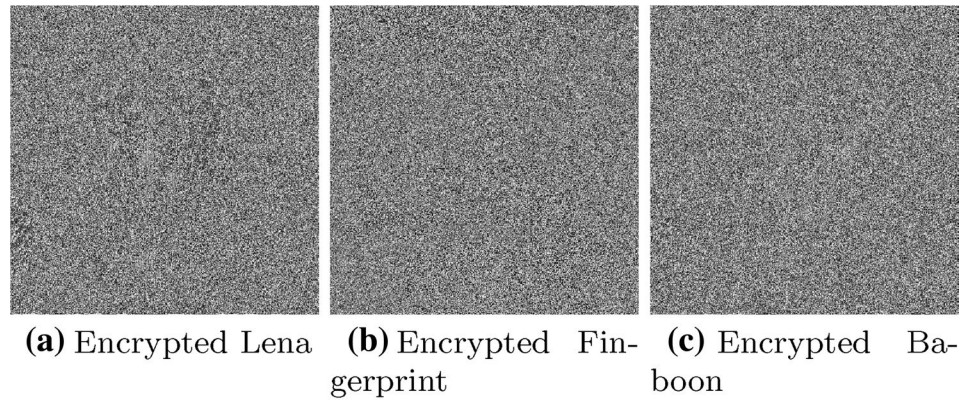 (a) Encrypted Lena
(b) Encrypted Fin-
gerprint
(c) Encrypted Ba-
boon